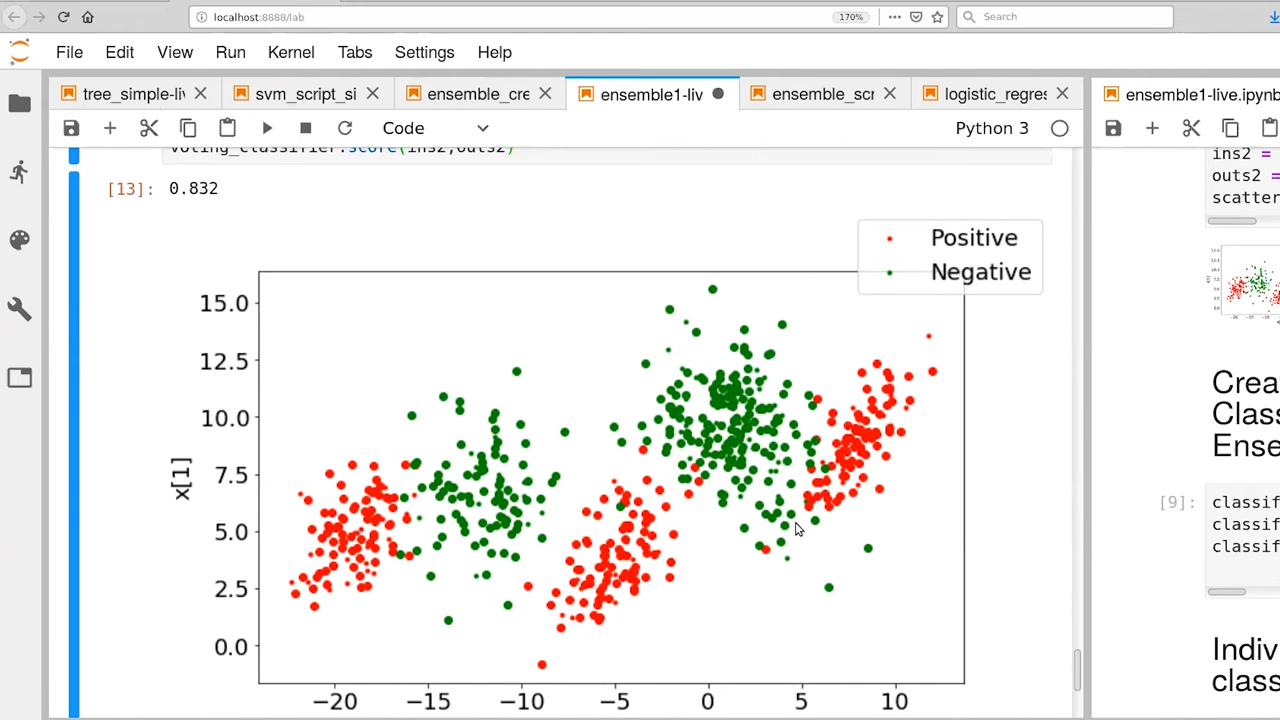 localhost:8888/lab
170%
Search
File Edit View Run Kernel Tabs Settings Help
tree_simple-liv
svm_script_si
ensemble_cre
ensemble1-liv
ensemble_scr
logistic_regres
ensemble1-live.ipynb
Code
Python 3
voting_classifier.score(ins2,outs2)
[13]: 0.832
Positive
Negative
15.0
12.5
10.0
7.5
5.0
2.5
0.0
x[1]
−20 −15 −10 −5 0 5 10
ins2 =
outs2 =
scatter
Crea
Class
Ense
[9]:
classif
classif
classif
Indiv
class